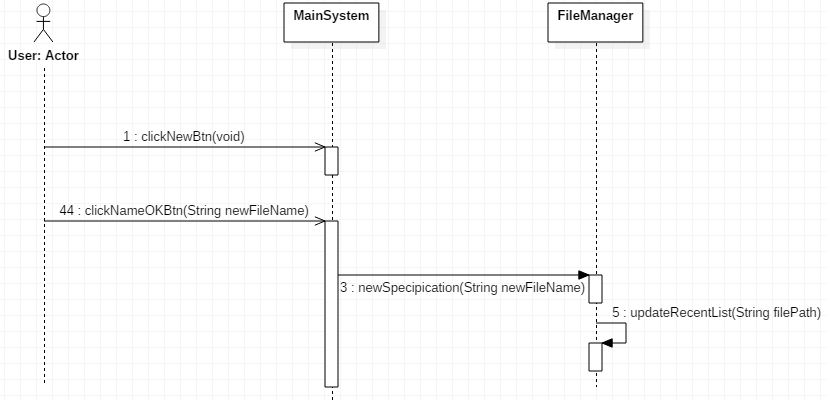 MainSystem
FileManager
User: Actor
1 : clickNewBtn(void)
44 : clickNameOKBtn(String newFileName)
3 : newSpecipication(String newFileName)
5 : updateRecentList(String filePath)